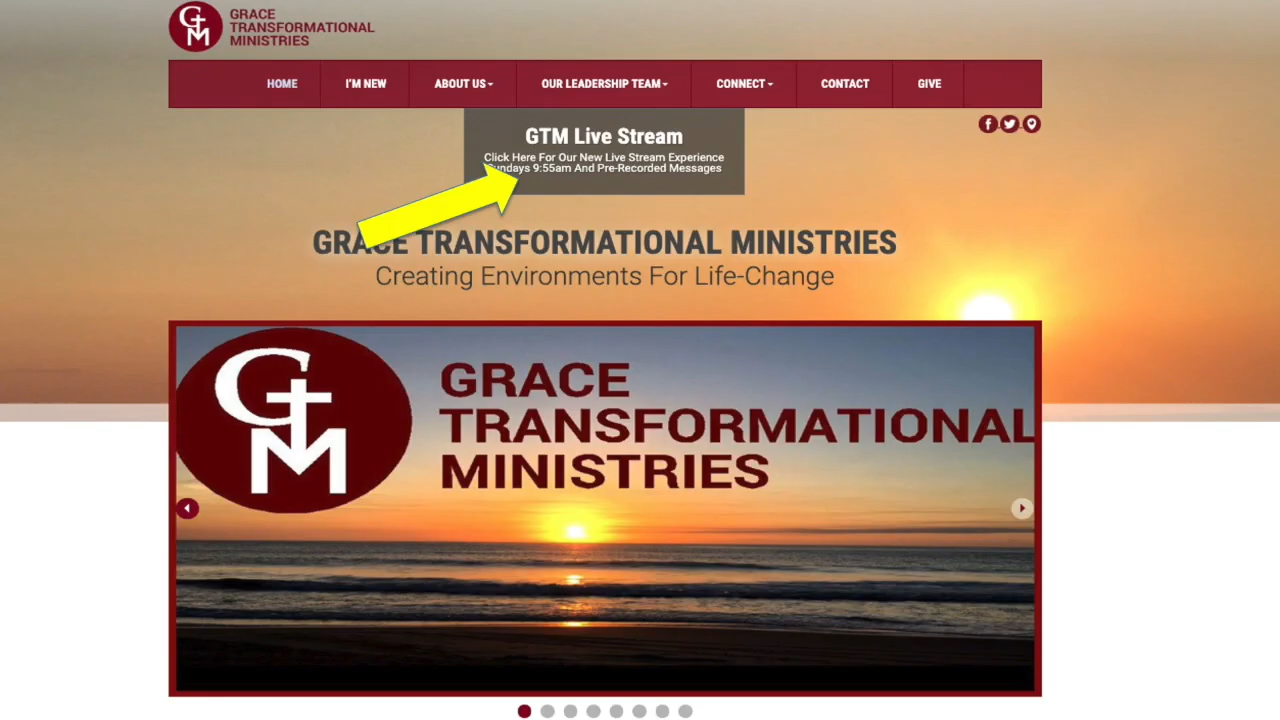 GRACE
TRANSFORMATIONAL
MINISTRIES
HOME I'M NEW ABOUT US OUR LEADERSHIP TEAM CONNECT CONTACT GIVE
GTM Live Stream
Click Here For Our New Live Stream Experience
Sundays 9:55am And Pre-Recorded Messages
GRACE TRANSFORMATIONAL MINISTRIES
Creating Environments For Life-Change
GTM
GRACE
TRANSFORMATIONAL
MINISTRIES